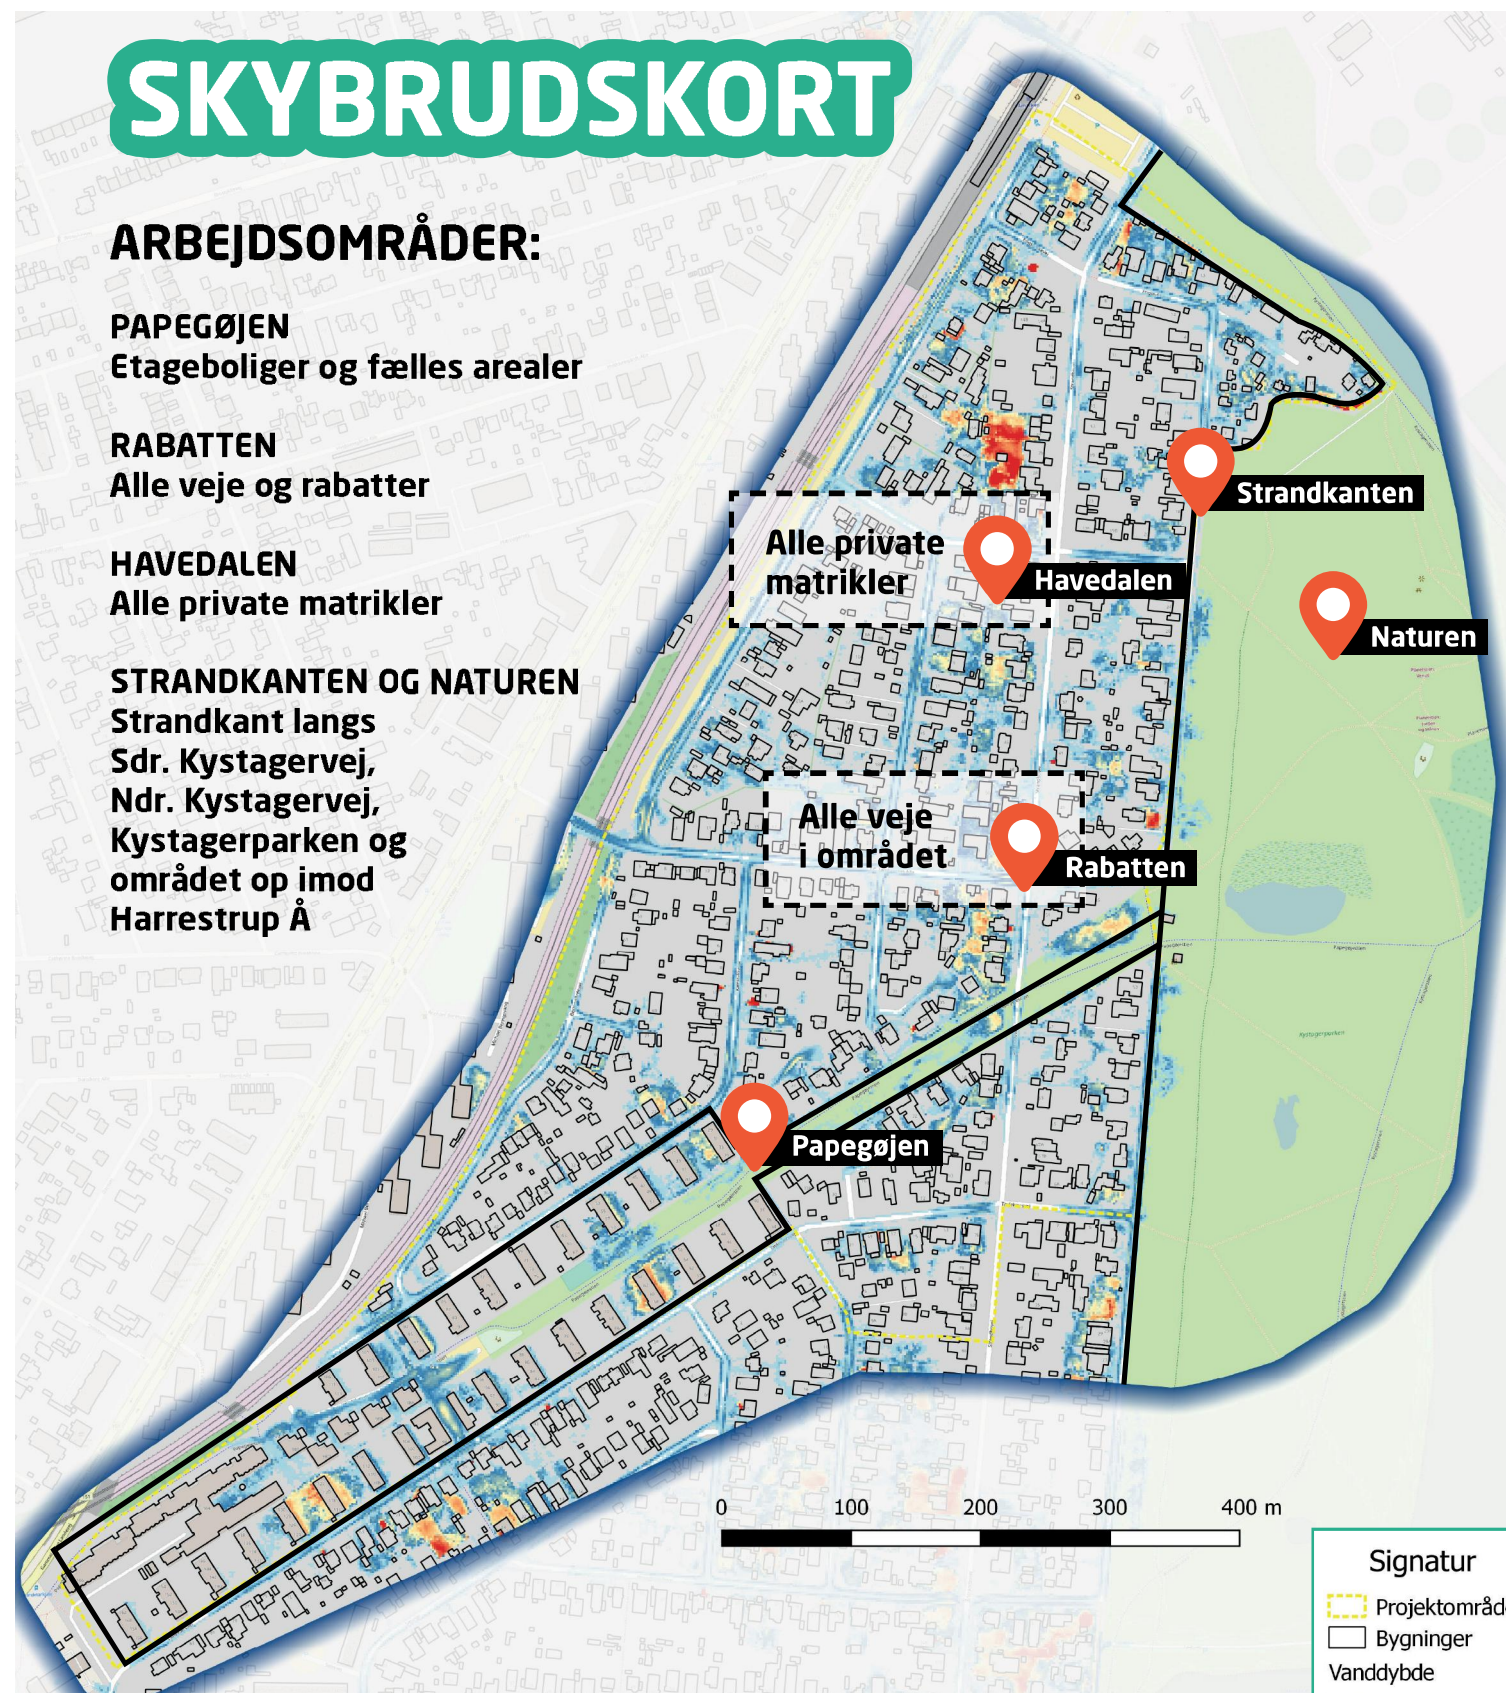 SKYBRUDSKORT
ARBEJDSOMRÅDER:
PAPEGØJEN
Etageboliger og fælles arealer
RABATTEN
Alle veje og rabatter
HAVEDALEN
Alle private matrikler
STRANDKANTEN OG NATUREN
Strandkant langs
Sdr. Kystagervej,
Ndr. Kystagervej,
Kystagerparken og
området op imod
Harrestrup Å
Strandkanten
Alle private
matrikler
Havedalen
Naturen
Alle veje
i området
Rabatten
Kystagerparken
Papegøjen
0 100 200 300 400 m
Signatur
Projektområd
Bygninger
Vanddybde